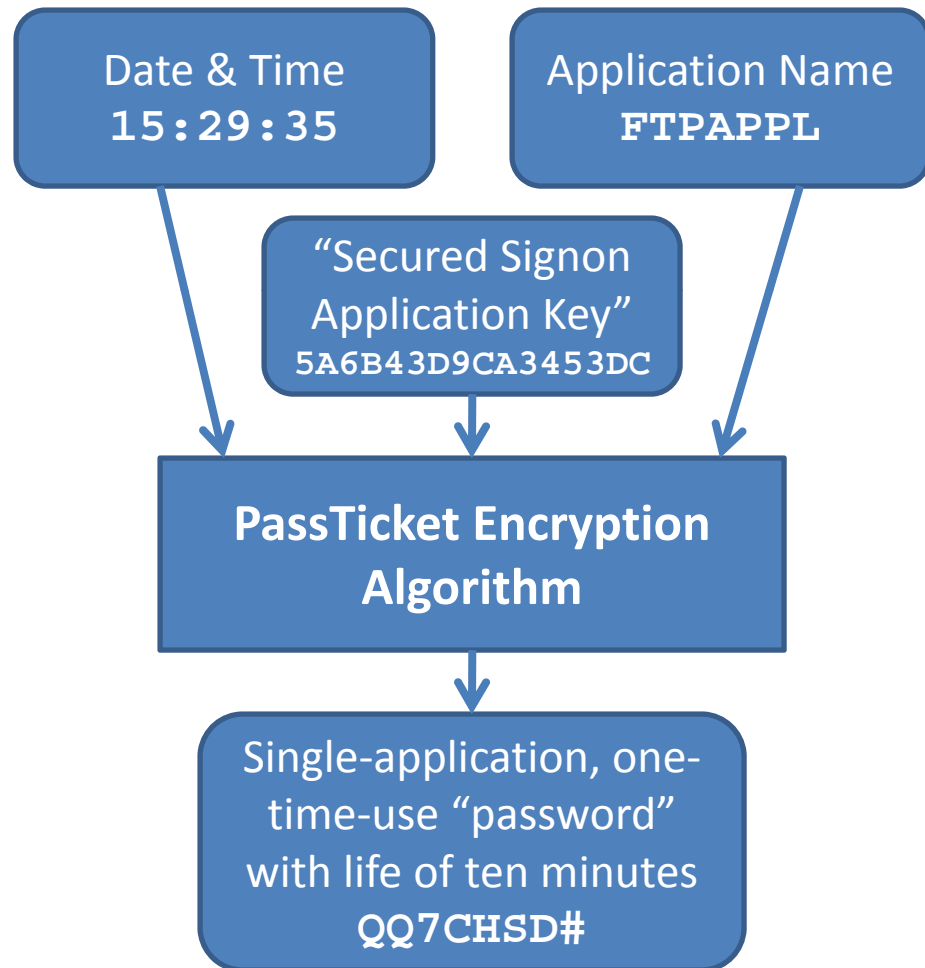 Date & Time
15:29:35
Application Name
FTPAPPL
“Secured Signon
Application Key”
5A6B43D9CA3453DC
PassTicket Encryption
Algorithm
Single-application, one-
time-use “password”
with life of ten minutes
QQ7CHSD#